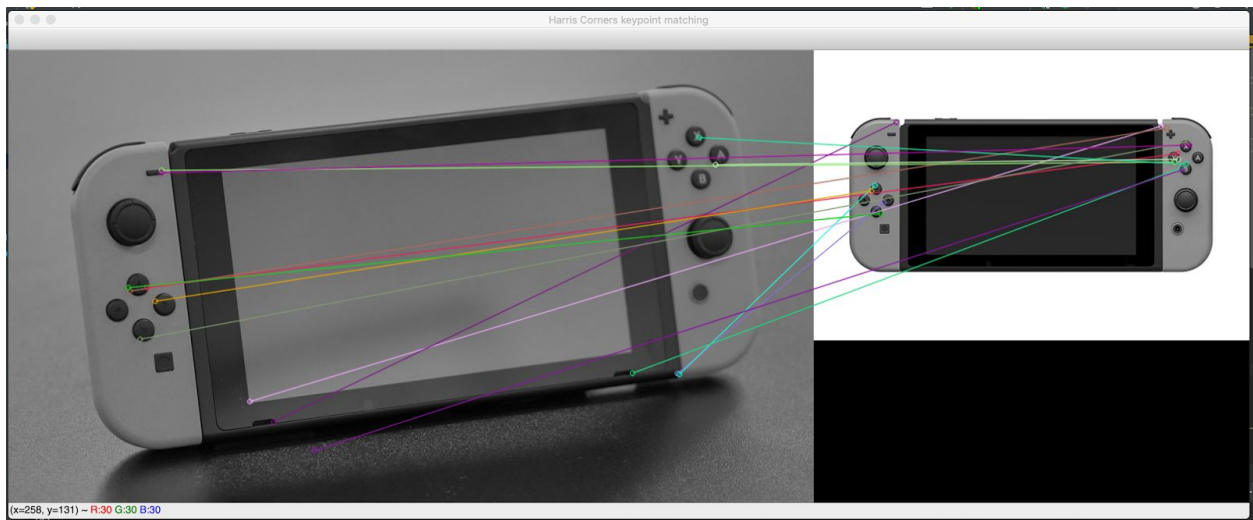 Harris Corners keypoint matching
X
Y
A
B
A
(x=258, y=131) ~ R:30 G:30 B:30